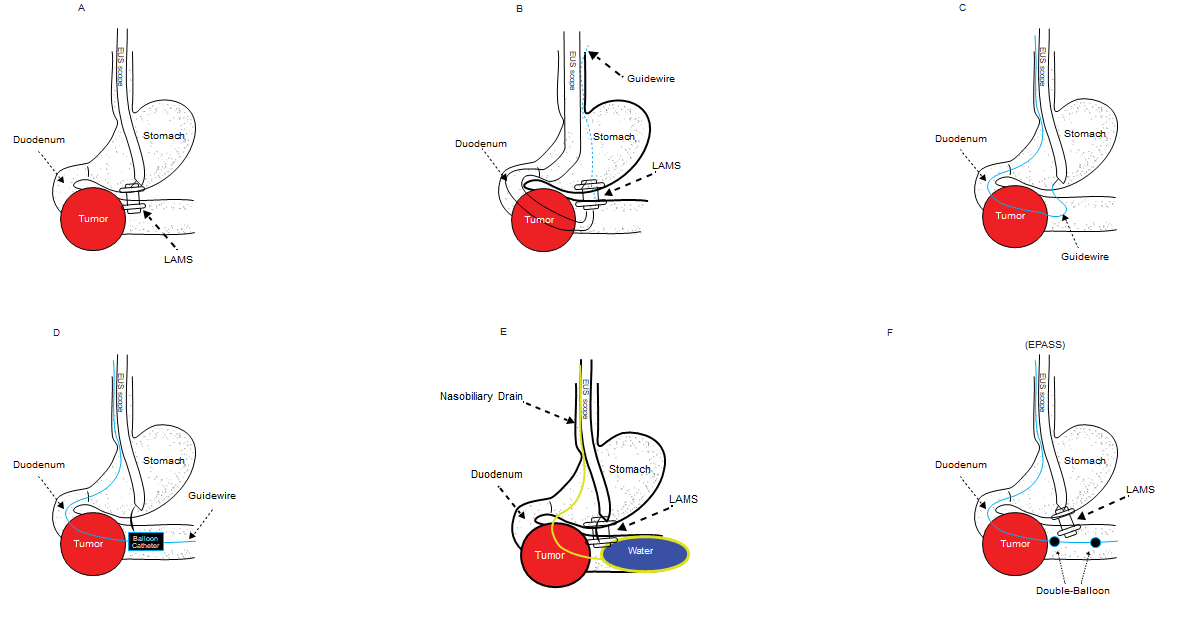 A
EUS scope
Duodenum
Stomach
Tumor
LAMS
B
EUS scope
Guidewire
Duodenum
Stomach
LAMS
Tumor
C
EUS scope
Duodenum
Stomach
Tumor
Guidewire
D
EUS scope
Duodenum
Stomach
Guidewire
Tumor
Balloon
Catheter
E
EUS scope
Nasobiliary Drain
Duodenum
Stomach
LAMS
Tumor
Water
F
(EPASS)
EUS scope
Duodenum
Stomach
LAMS
Tumor
Double-Balloon